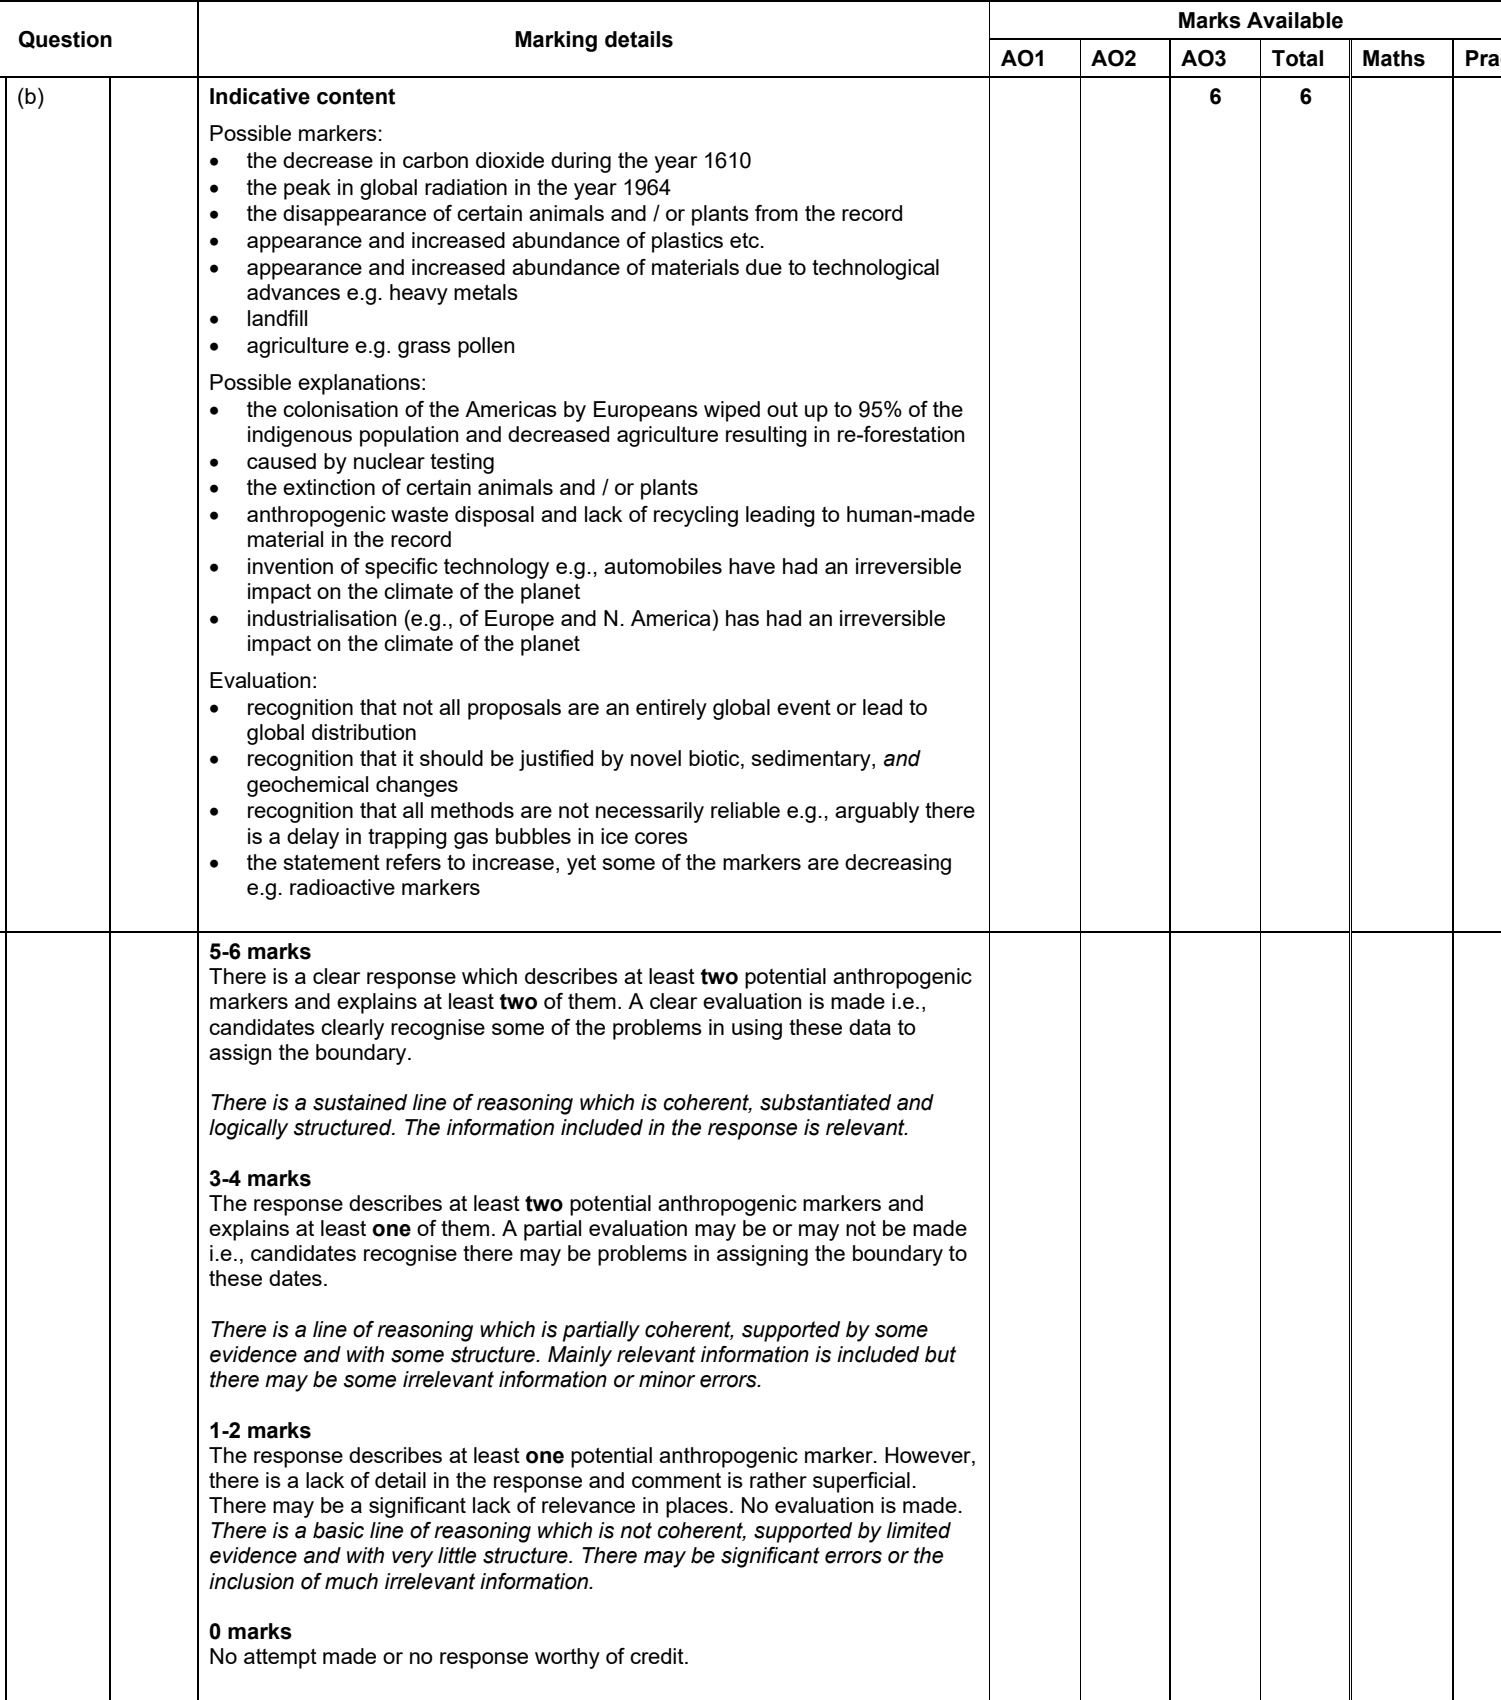 Question
Marking details
Marks Available
AO1 AO2 AO3 Total Maths Pra
(b)
Indicative content
6 6
Possible markers:
• the decrease in carbon dioxide during the year 1610
• the peak in global radiation in the year 1964
• the disappearance of certain animals and / or plants from the record
• appearance and increased abundance of plastics etc.
• appearance and increased abundance of materials due to technological
advances e.g. heavy metals
• landfill
• agriculture e.g. grass pollen
Possible explanations:
• the colonisation of the Americas by Europeans wiped out up to 95% of the
indigenous population and decreased agriculture resulting in re-forestation
• caused by nuclear testing
• the extinction of certain animals and / or plants
• anthropogenic waste disposal and lack of recycling leading to human-made
material in the record
• invention of specific technology e.g., automobiles have had an irreversible
impact on the climate of the planet
• industrialisation (e.g., of Europe and N. America) has had an irreversible
impact on the climate of the planet
Evaluation:
• recognition that not all proposals are an entirely global event or lead to
global distribution
• recognition that it should be justified by novel biotic, sedimentary, and
geochemical changes
• recognition that all methods are not necessarily reliable e.g., arguably there
is a delay in trapping gas bubbles in ice cores
• the statement refers to increase, yet some of the markers are decreasing
e.g. radioactive markers
5-6 marks
There is a clear response which describes at least two potential anthropogenic
markers and explains at least two of them. A clear evaluation is made i.e.,
candidates clearly recognise some of the problems in using these data to
assign the boundary.
There is a sustained line of reasoning which is coherent, substantiated and
logically structured. The information included in the response is relevant.
3-4 marks
The response describes at least two potential anthropogenic markers and
explains at least one of them. A partial evaluation may be or may not be made
i.e., candidates recognise there may be problems in assigning the boundary to
these dates.
There is a line of reasoning which is partially coherent, supported by some
evidence and with some structure. Mainly relevant information is included but
there may be some irrelevant information or minor errors.
1-2 marks
The response describes at least one potential anthropogenic marker. However,
there is a lack of detail in the response and comment is rather superficial.
There may be a significant lack of relevance in places. No evaluation is made.
There is a basic line of reasoning which is not coherent, supported by limited
evidence and with very little structure. There may be significant errors or the
inclusion of much irrelevant information.
0 marks
No attempt made or no response worthy of credit.